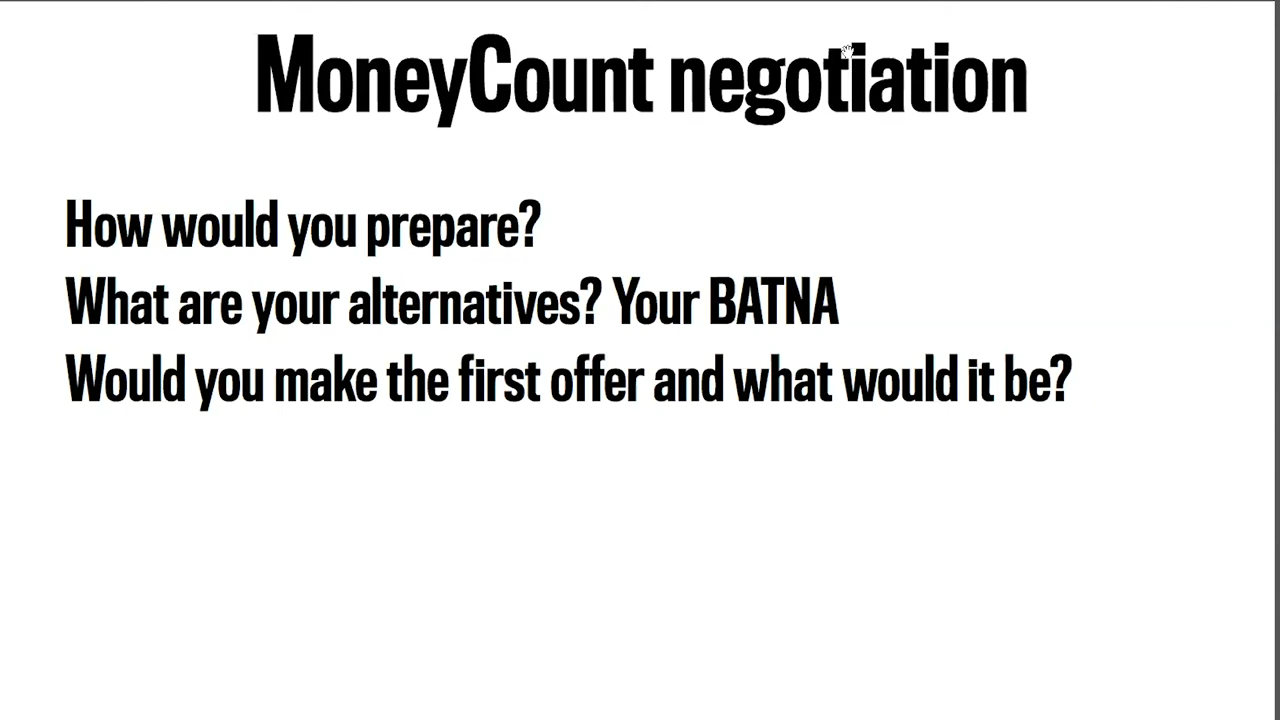 MoneyCount negotiation
How would you prepare?
What are your alternatives? Your BATNA
Would you make the first offer and what would it be?